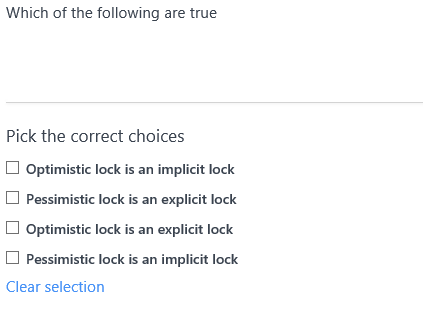 Which of the following are true
Pick the correct choices
Optimistic lock is an implicit lock
Pessimistic lock is an explicit lock
Optimistic lock is an explicit lock
Pessimistic lock is an implicit lock
Clear selection